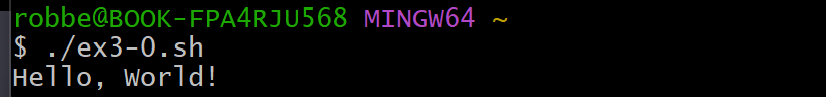 robbe@BOOK-FPA4RJU568 MINGW64 ~
$ ./ex3-0.sh
Hello, World!